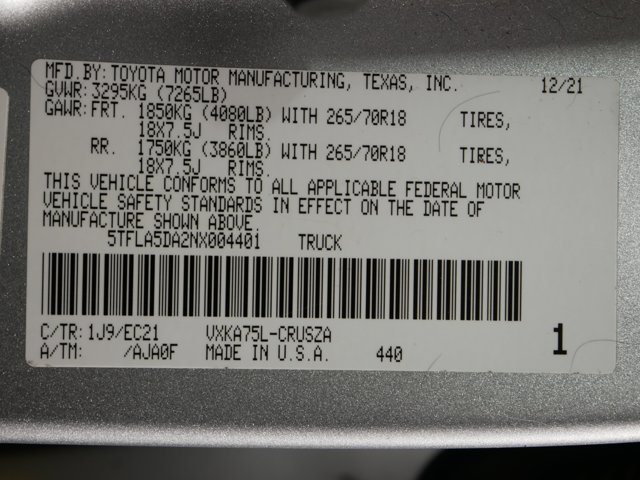 MFD.BY:TOYOTA MOTOR MANUFACTURING, TEXAS, INC. 12/21
GVWR:3295KG (7265LB)
GAWR:FRT. 1850KG (4080LB) WITH 265/70R18 TIRES,
18X7.5J RIMS.
RR. 1750KG (3860LB) WITH 265/70R18 TIRES,
18X7.5J RIMS.
THIS VEHICLE CONFORMS TO ALL APPLICABLE FEDERAL MOTOR
VEHICLE SAFETY STANDARDS IN EFFECT ON THE DATE OF
MANUFACTURE SHOWN ABOVE.
5TFLA5DA2NX004401 TRUCK
C/TR:1J9/EC21 VXKA75L-CRUSZA
A/TM: /AJA0F MADE IN U.S.A. 440 1